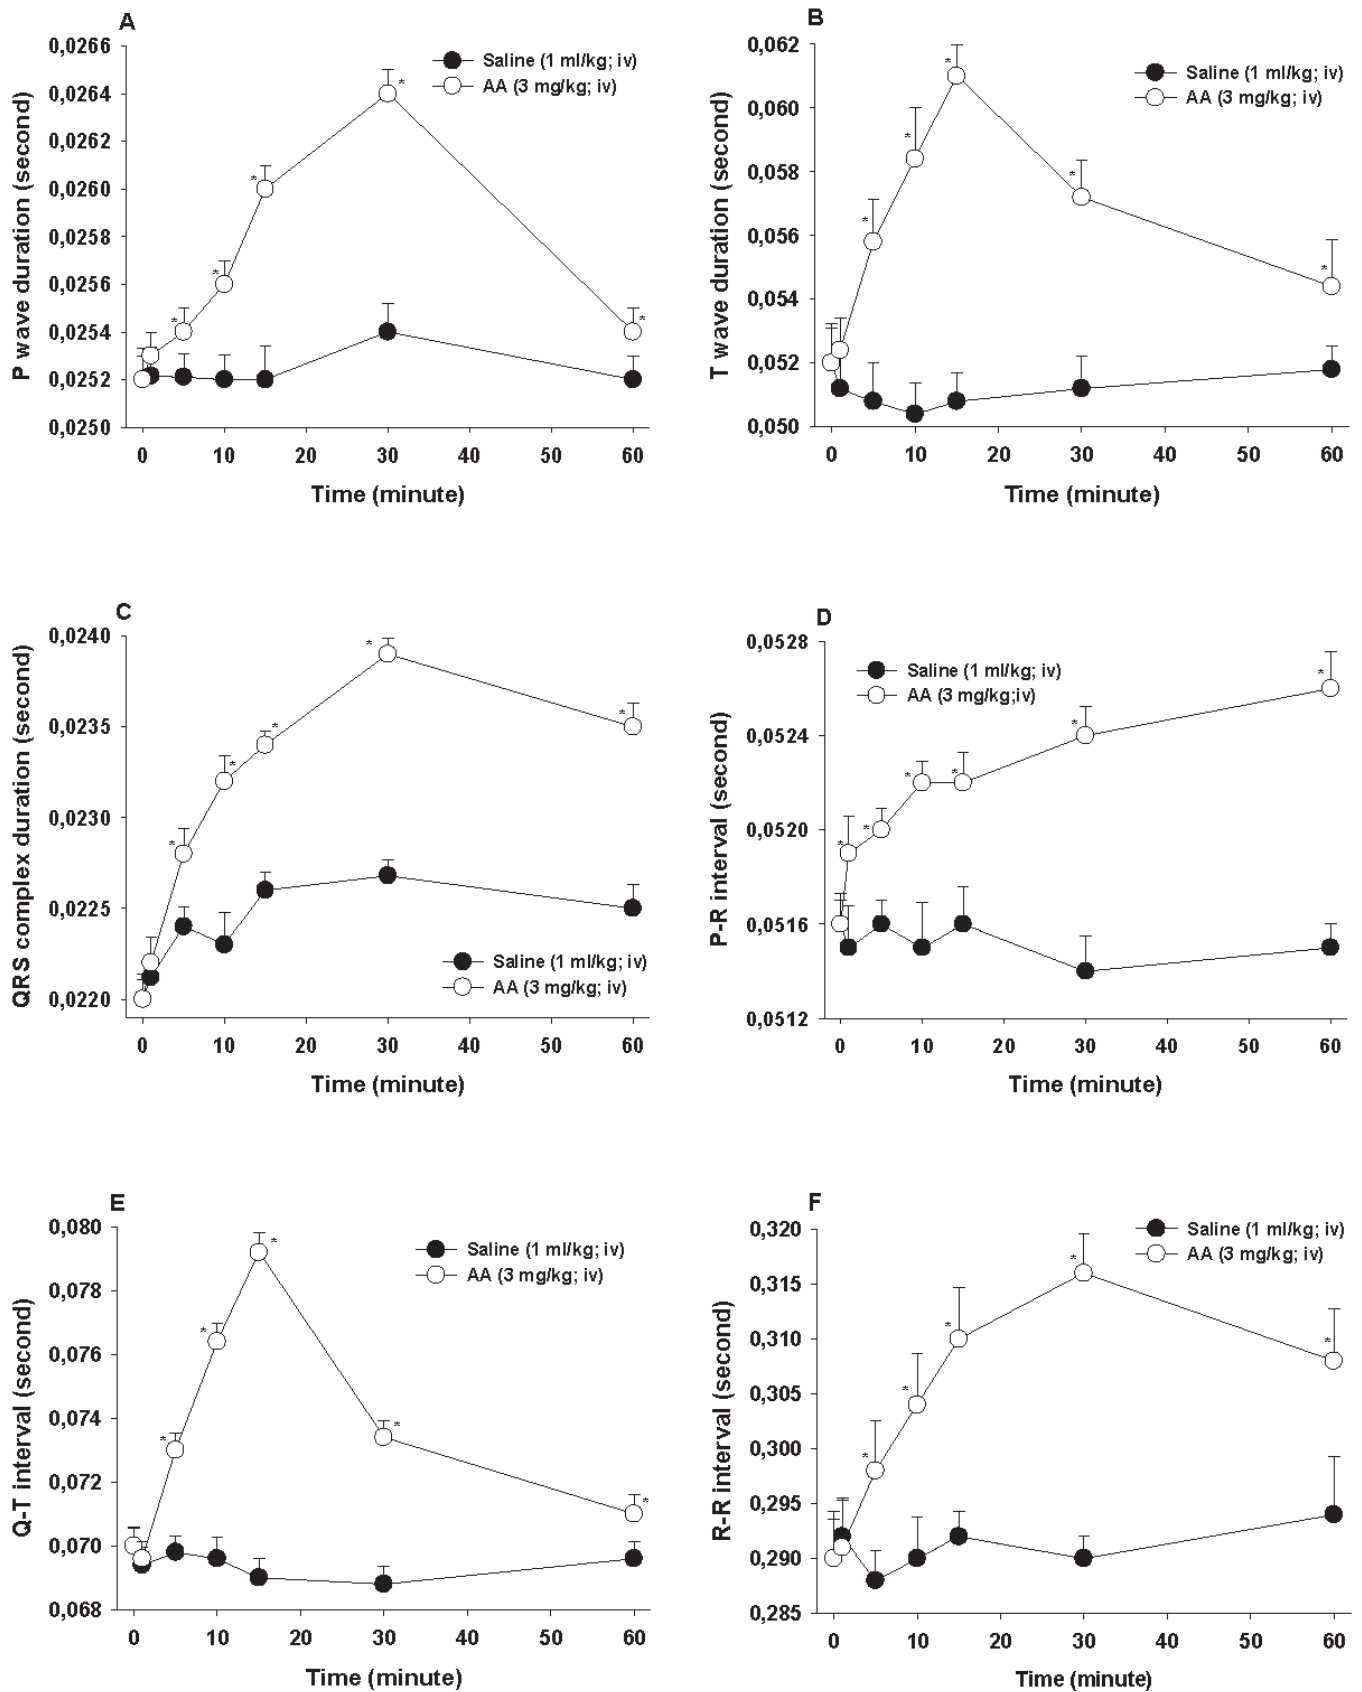 A
0,0266
0,0264
0,0262
0,0260
0,0258
0,0256
0,0254
0,0252
0,0250
P wave duration (second)
Saline (1 ml/kg; iv)
AA (3 mg/kg; iv)
* * * * * *
0 10 20 30 40 50 60
Time (minute)
B
0,062
0,060
0,058
0,056
0,054
0,052
0,050
T wave duration (second)
Saline (1 ml/kg; iv)
AA (3 mg/kg; iv)
* * * * *
0 10 20 30 40 50 60
Time (minute)
C
0,0240
0,0235
0,0230
0,0225
0,0220
QRS complex duration (second)
* * * * *
Saline (1 ml/kg; iv)
AA (3 mg/kg; iv)
0 10 20 30 40 50 60
Time (minute)
D
0,0528
0,0524
0,0520
0,0516
0,0512
P-R interval (second)
Saline (1 ml/kg; iv)
AA (3 mg/kg;iv)
* * * * * *
0 10 20 30 40 50 60
Time (minute)
E
0,080
0,078
0,076
0,074
0,072
0,070
0,068
Q-T interval (second)
Saline (1 ml/kg; iv)
AA (3 mg/kg; iv)
* * * * *
0 10 20 30 40 50 60
Time (minute)
F
0,320
0,315
0,310
0,305
0,300
0,295
0,290
0,285
R-R interval (second)
Saline (1 ml/kg; iv)
AA (3 mg/kg; iv)
* * * * *
0 10 20 30 40 50 60
Time (minute)